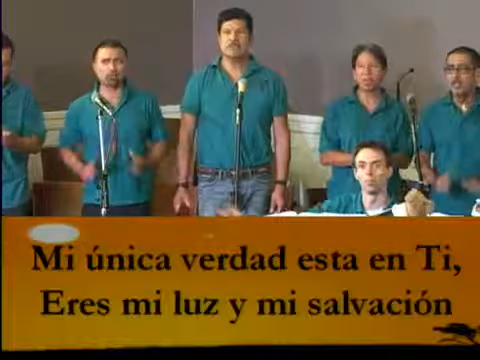 Mi única verdad esta en Ti,
Eres mi luz y mi salvación